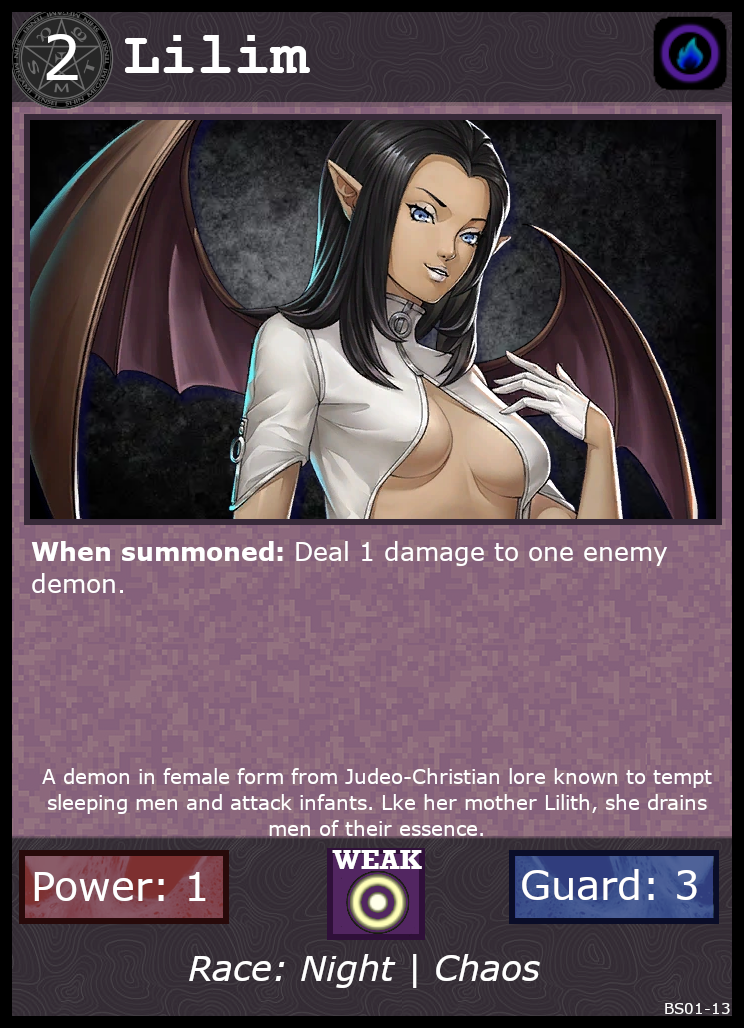 2 Lilim
When summoned: Deal 1 damage to one enemy
demon.
A demon in female form from Judeo-Christian lore known to tempt
sleeping men and attack infants. Lke her mother Lilith, she drains
men of their essence.
Power: 1
WEAK
Guard: 3
Race: Night | Chaos
BS01-13